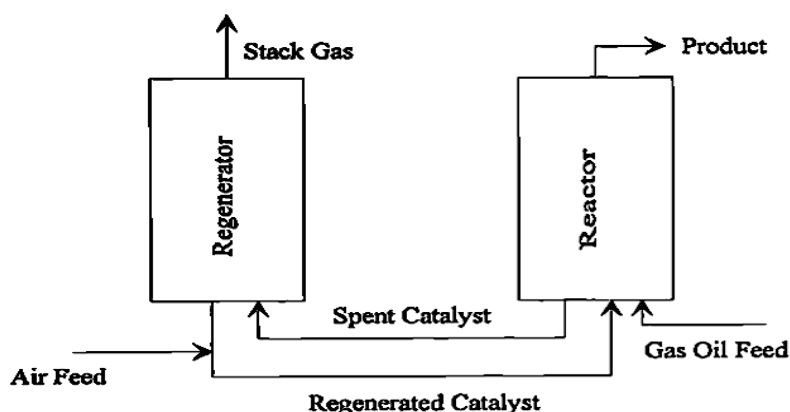 Stack Gas
Product
Regenerator
Reactor
Spent Catalyst
Gas Oil Feed
Air Feed
Regenerated Catalyst